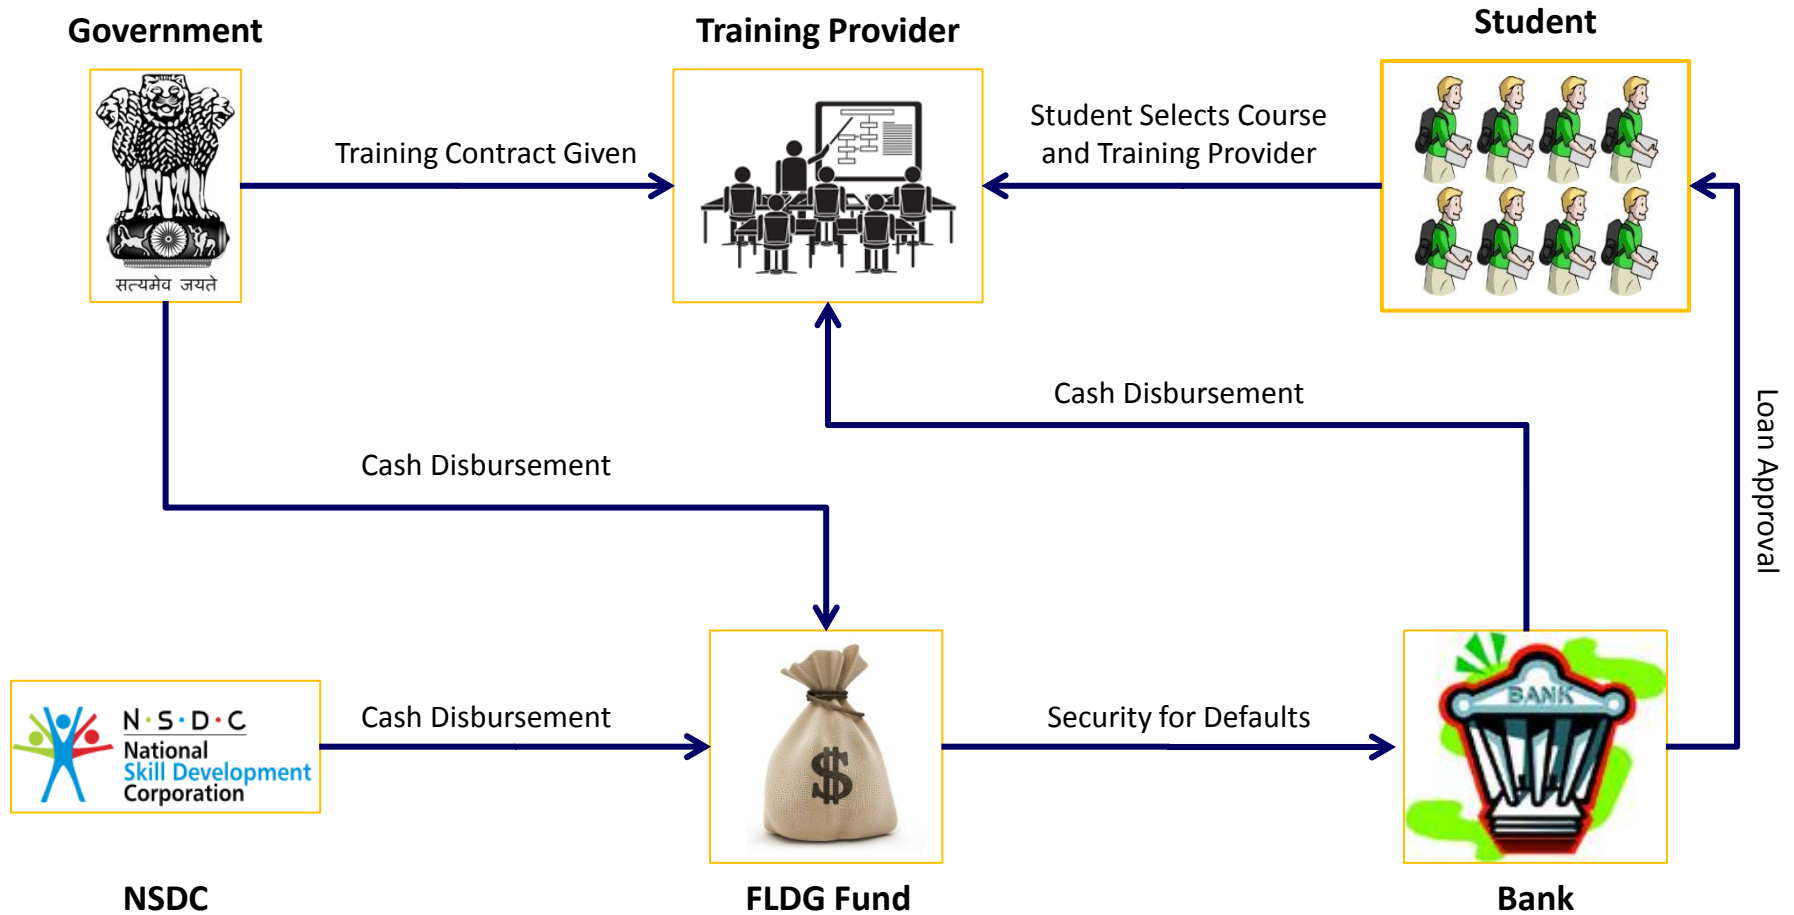 Government
Training Provider
Student
सत्यमेव जयते
Training Contract Given
Student Selects Course
and Training Provider
Cash Disbursement
Loan Approval
Cash Disbursement
N·S·D·C
National
Skill Development
Corporation
Cash Disbursement
$
Security for Defaults
BANK
NSDC
FLDG Fund
Bank